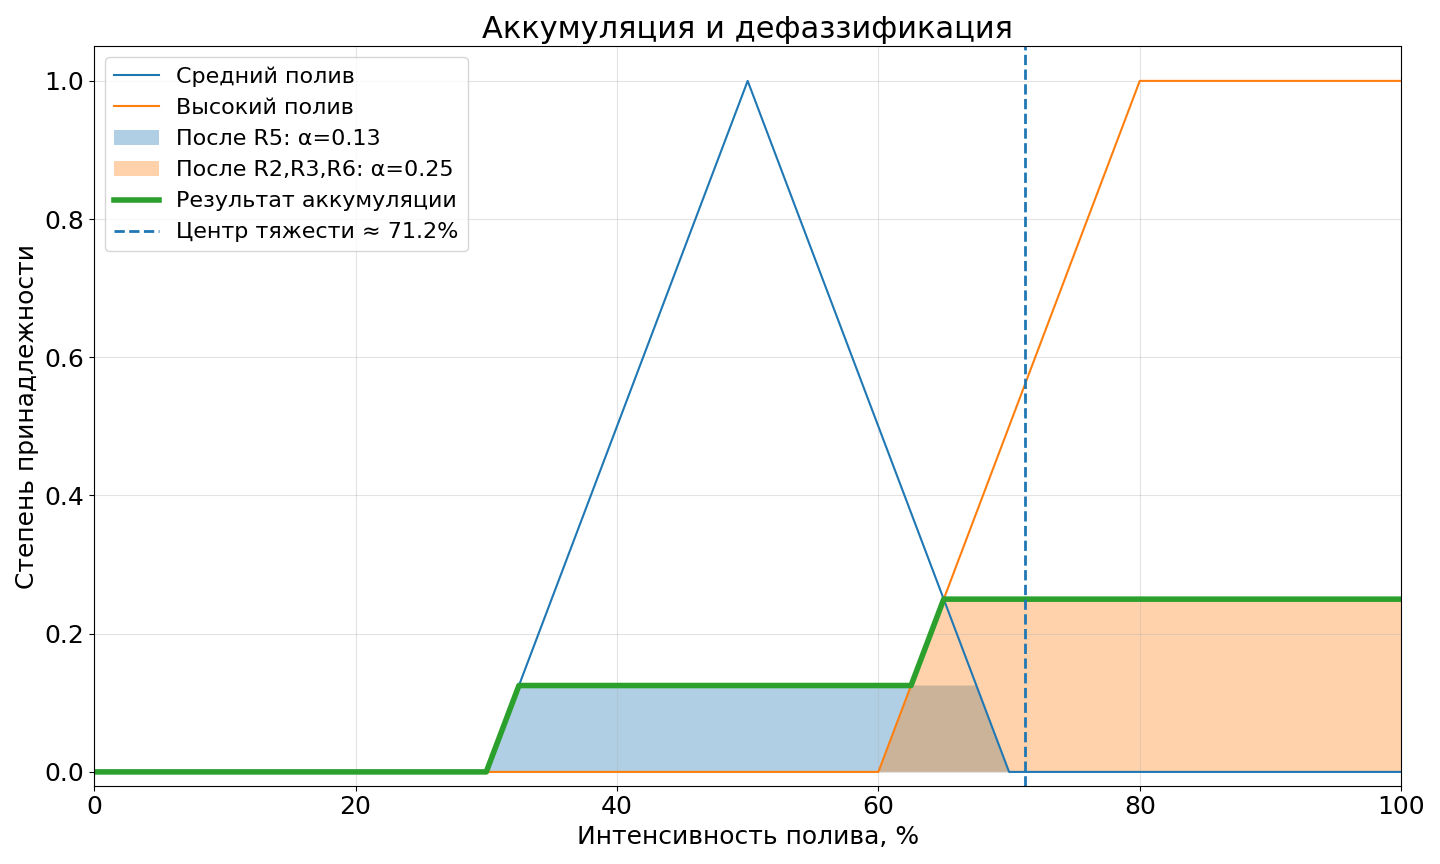 Аккумуляция и дефаззификация
Средний полив
Высокий полив
После R5: α=0.13
После R2,R3,R6: α=0.25
Результат аккумуляции
Центр тяжести ≈ 71.2%
Степень принадлежности
1.0
0.8
0.6
0.4
0.2
0.0
0 20 40 60 80 100
Интенсивность полива, %